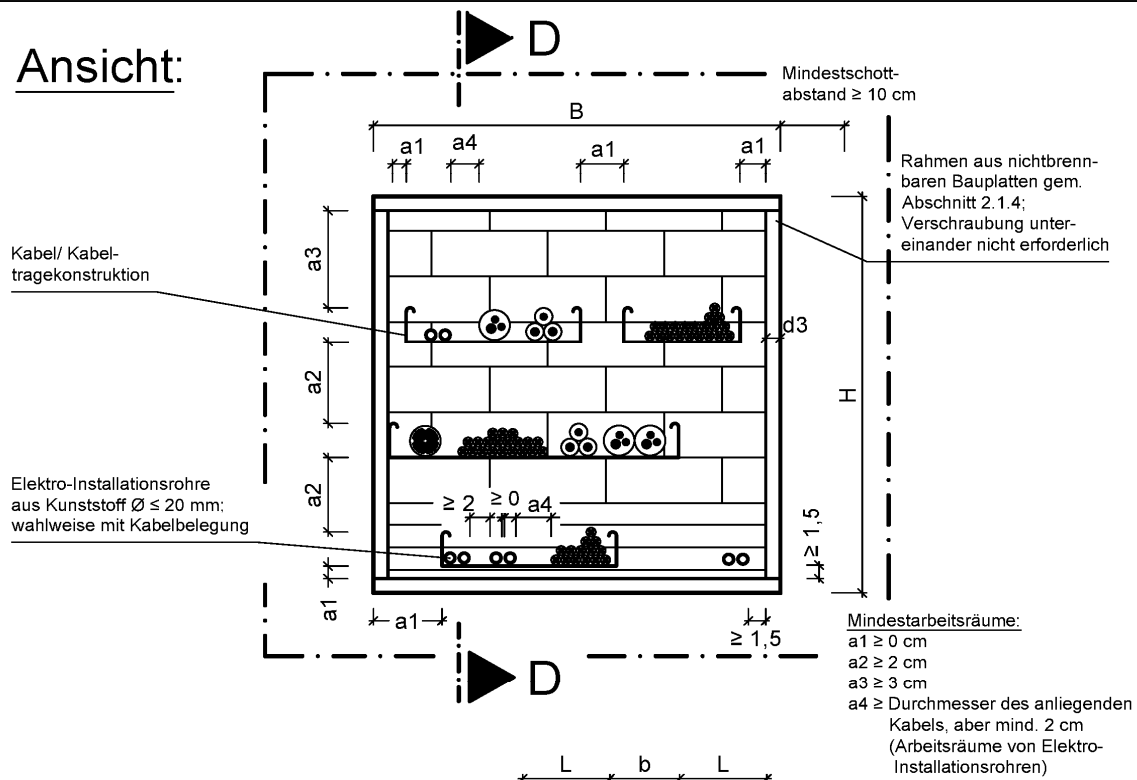 Ansicht:
D
Mindestschott-
abstand ≥ 10 cm
B
a1
a4
a1
a1
Rahmen aus nichtbrenn-
baren Bauplatten gem.
Abschnitt 2.1.4;
Verschraubung unter-
einander nicht erforderlich
Kabel/ Kabel-
tragekonstruktion
a3
d3
a2
H
Elektro-Installationsrohre
aus Kunststoff Ø ≤ 20 mm;
wahlweise mit Kabelbelegung
a2
≥ 2
≥ 0
a4
≥ 1,5
a1
a1
≥ 1,5
D
Mindestarbeitsräume:
a1 ≥ 0 cm
a2 ≥ 2 cm
a3 ≥ 3 cm
a4 ≥ Durchmesser des anliegenden
Kabels, aber mind. 2 cm
(Arbeitsräume von Elektro-
Installationsrohren)
L
b
L